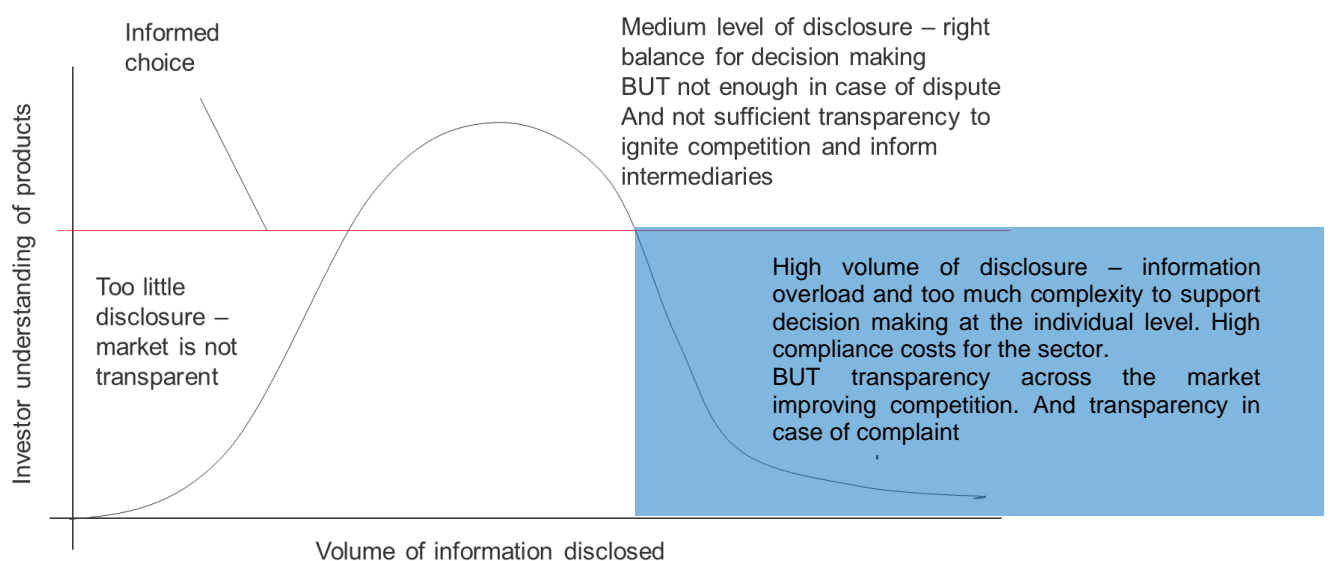 Informed
choice
Medium level of disclosure – right
balance for decision making
BUT not enough in case of dispute
And not sufficient transparency to
ignite competition and inform
intermediaries
Investor understanding of products
Too little
disclosure –
market is not
transparent
High volume of disclosure – information
overload and too much complexity to support
decision making at the individual level. High
compliance costs for the sector.
BUT transparency across the market
improving competition. And transparency in
case of complaint
Volume of information disclosed